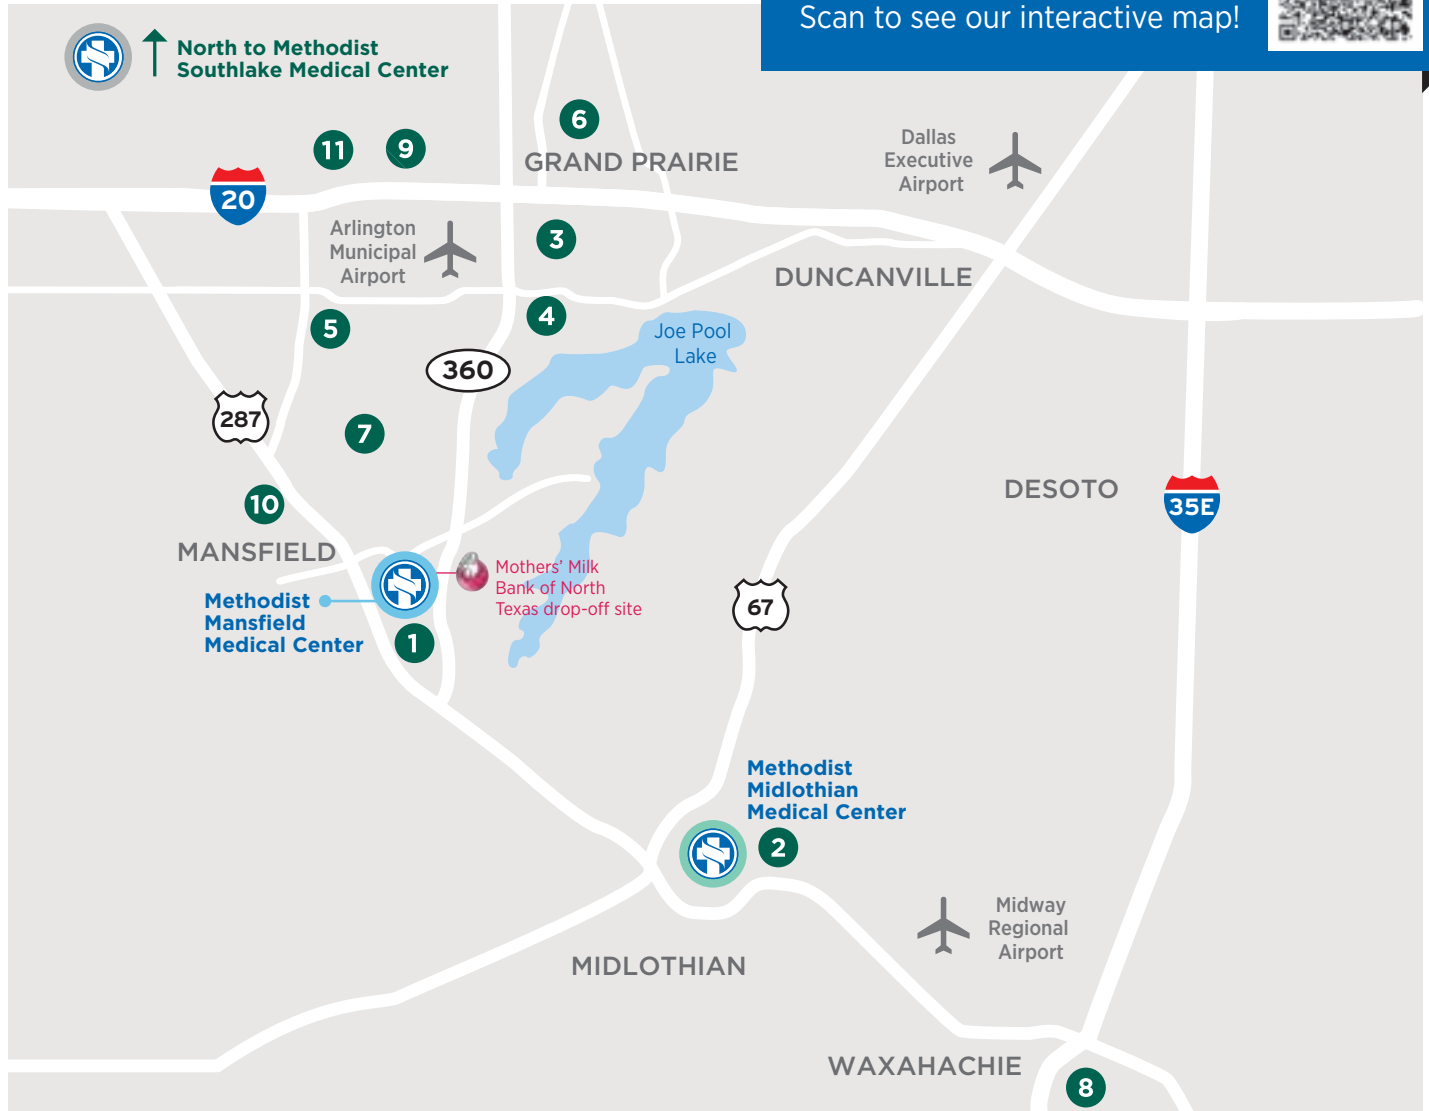 Scan to see our interactive map!
North to Methodist
Southlake Medical Center
6
11
9
GRAND PRAIRIE
Dallas
Executive
Airport
20
Arlington
Municipal
Airport
3
DUNCANVILLE
4
5
Joe Pool
Lake
360
287
7
10
DESOTO
35E
MANSFIELD
Mothers' Milk
Bank of North
Texas drop-off site
Methodist
Mansfield
Medical Center
1
67
Methodist
Midlothian
Medical Center
2
Midway
Regional
Airport
MIDLOTHIAN
WAXAHACHIE
8